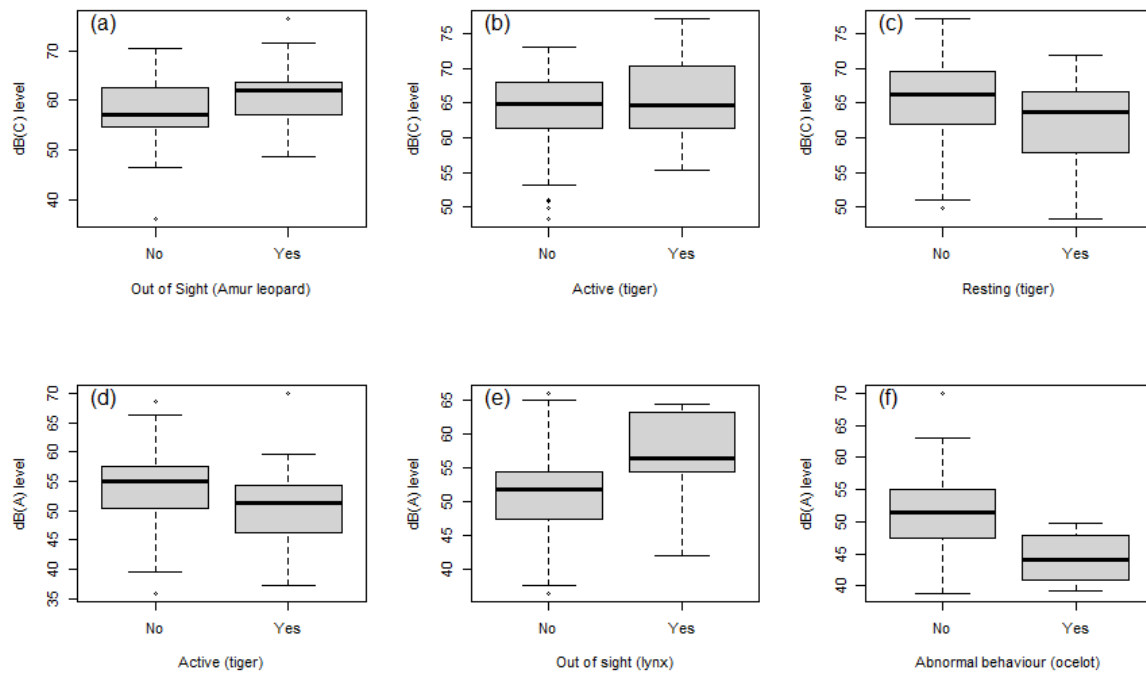 (a)
dB(C) level
70
60
50
40
No Yes
Out of Sight (Amur leopard)
(b)
dB(C) level
75
70
65
60
55
50
No Yes
Active (tiger)
(c)
dB(C) level
75
70
65
60
55
50
No Yes
Resting (tiger)
(d)
dB(A) level
70
65
60
55
50
45
40
35
No Yes
Active (tiger)
(e)
dB(A) level
65
60
55
50
45
40
No Yes
Out of sight (lynx)
(f)
dB(A) level
70
65
60
55
50
45
40
No Yes
Abnormal behaviour (ocelot)